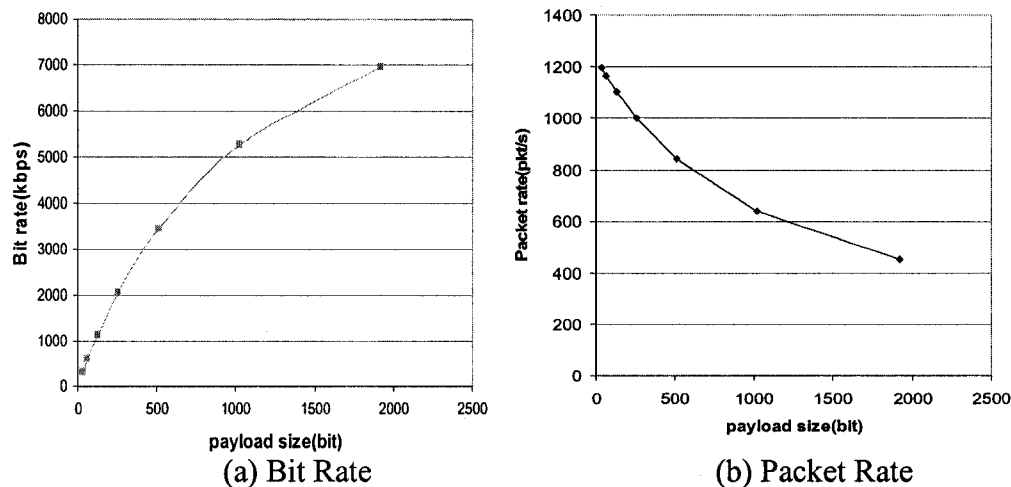 8000
7000
6000
5000
4000
3000
2000
1000
0
Bit rate(kbps)
0 500 1000 1500 2000 2500
payload size(bit)
(a) Bit Rate
1400
1200
1000
800
600
400
200
0
Packet rate(pkt/s)
0 500 1000 1500 2000 2500
payload size(bit)
(b) Packet Rate